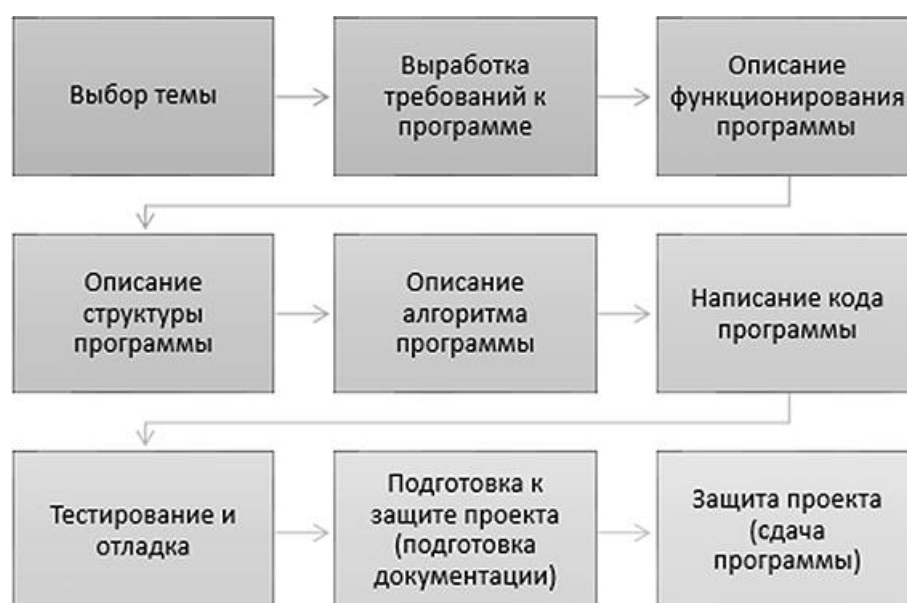 Выбор темы
Выработка
требований к
программе
Описание
функционирования
программы
Описание
структуры
программы
Описание
алгоритма
программы
Написание кода
программы
Тестирование и
отладка
Подготовка к
защите проекта
(подготовка
документации)
Защита проекта
(сдача
программы)